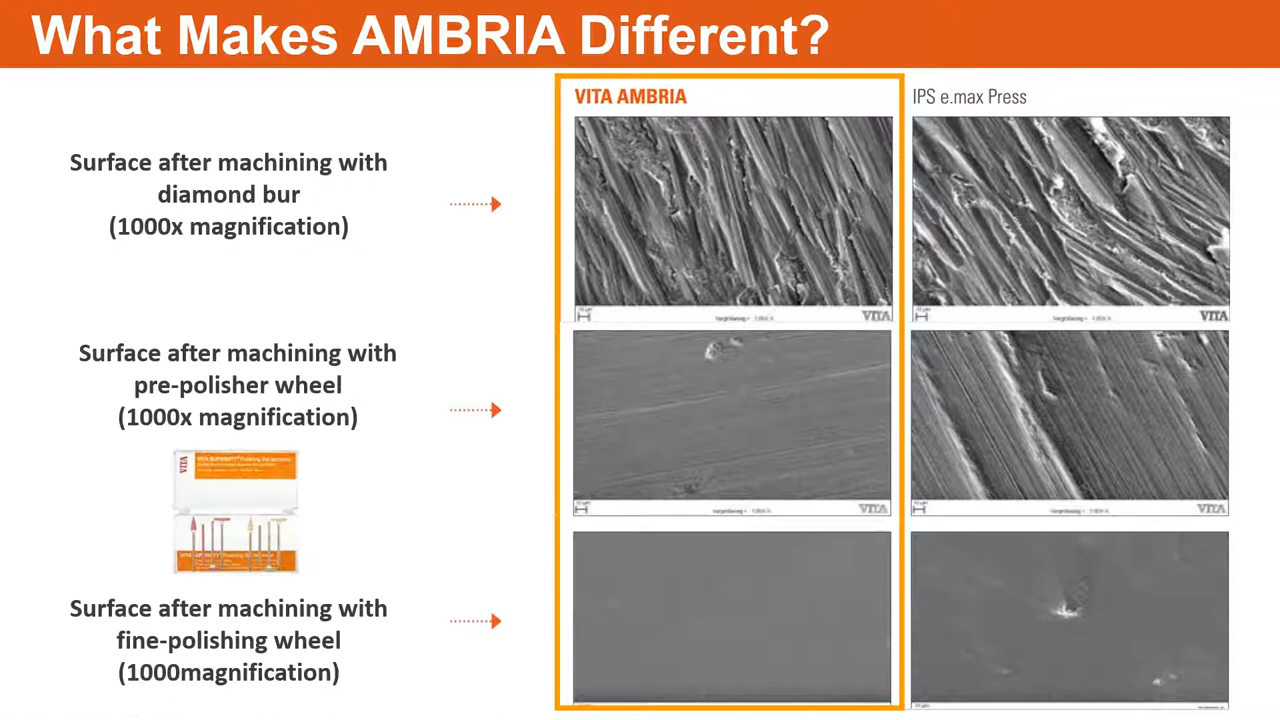 What Makes AMBRIA Different?
VITA AMBRIA
IPS e.max Press
Surface after machining with
diamond bur
(1000x magnification)
VITA
VITA
Surface after machining with
pre-polisher wheel
(1000x magnification)
VITA
VITA
VITA
Surface after machining with
fine-polishing wheel
(1000magnification)